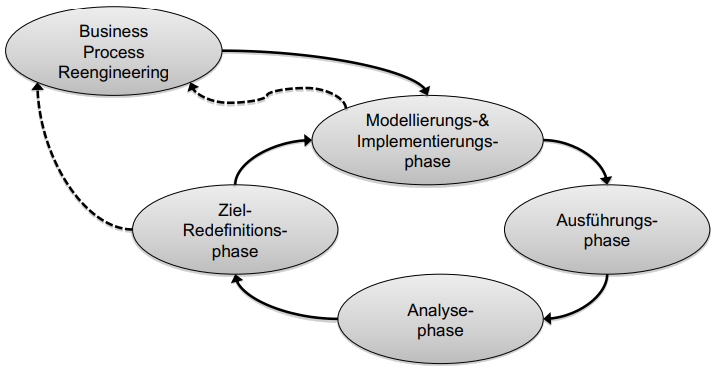 Business
Process
Reengineering
Modellierungs-&
Implementierungs-
phase
Ziel-
Redefinitions-
phase
Ausführungs-
phase
Analyse-
phase